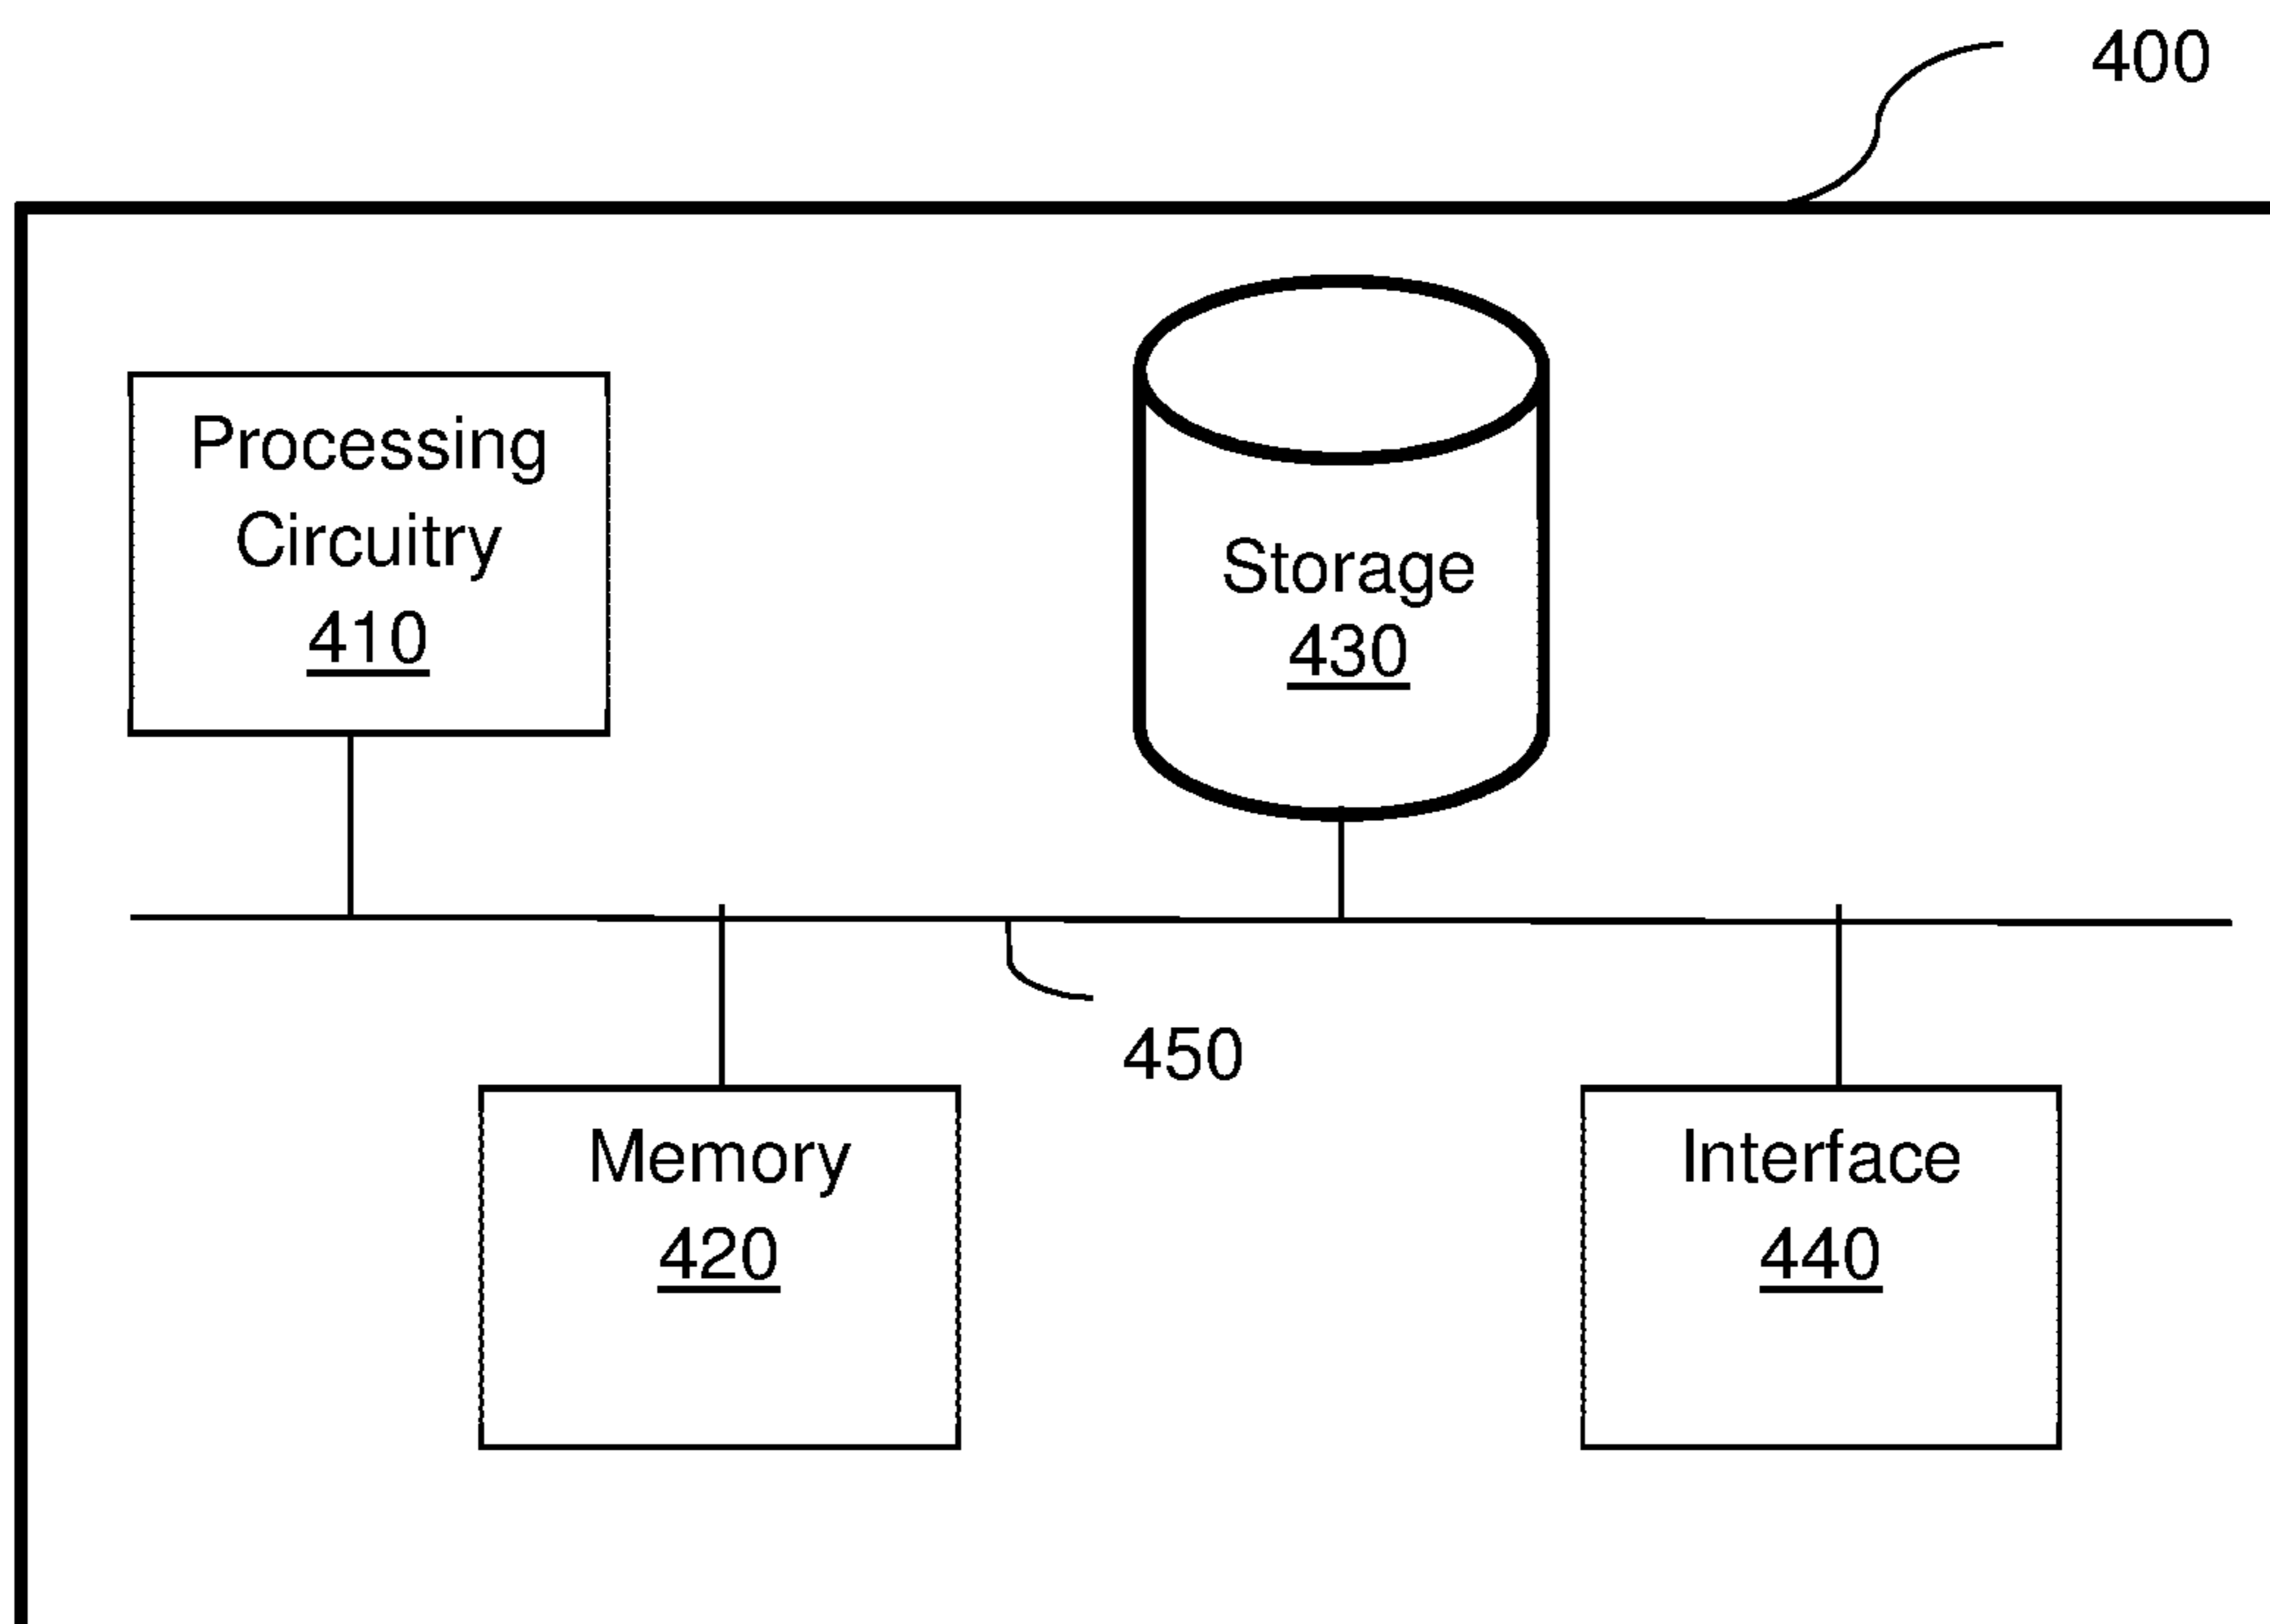 400
Processing
Circuitry
410
Storage
430
450
Memory
420
Interface
440